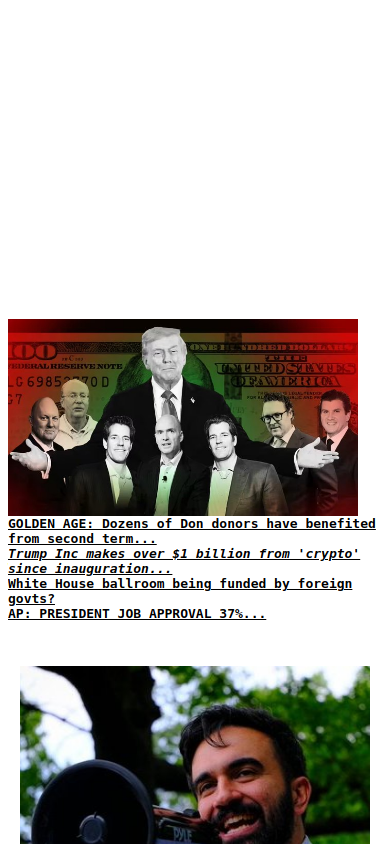 100
ONE HUNDRED DOLLARS
FEDERAL RESERVE NOTE
THE
UNITED STATES
OF AMERICA
GOLDEN AGE: Dozens of Don donors have benefited
from second term...
Trump Inc makes over $1 billion from 'crypto'
since inauguration...
White House ballroom being funded by foreign
govts?
AP: PRESIDENT JOB APPROVAL 37%...
PYLE